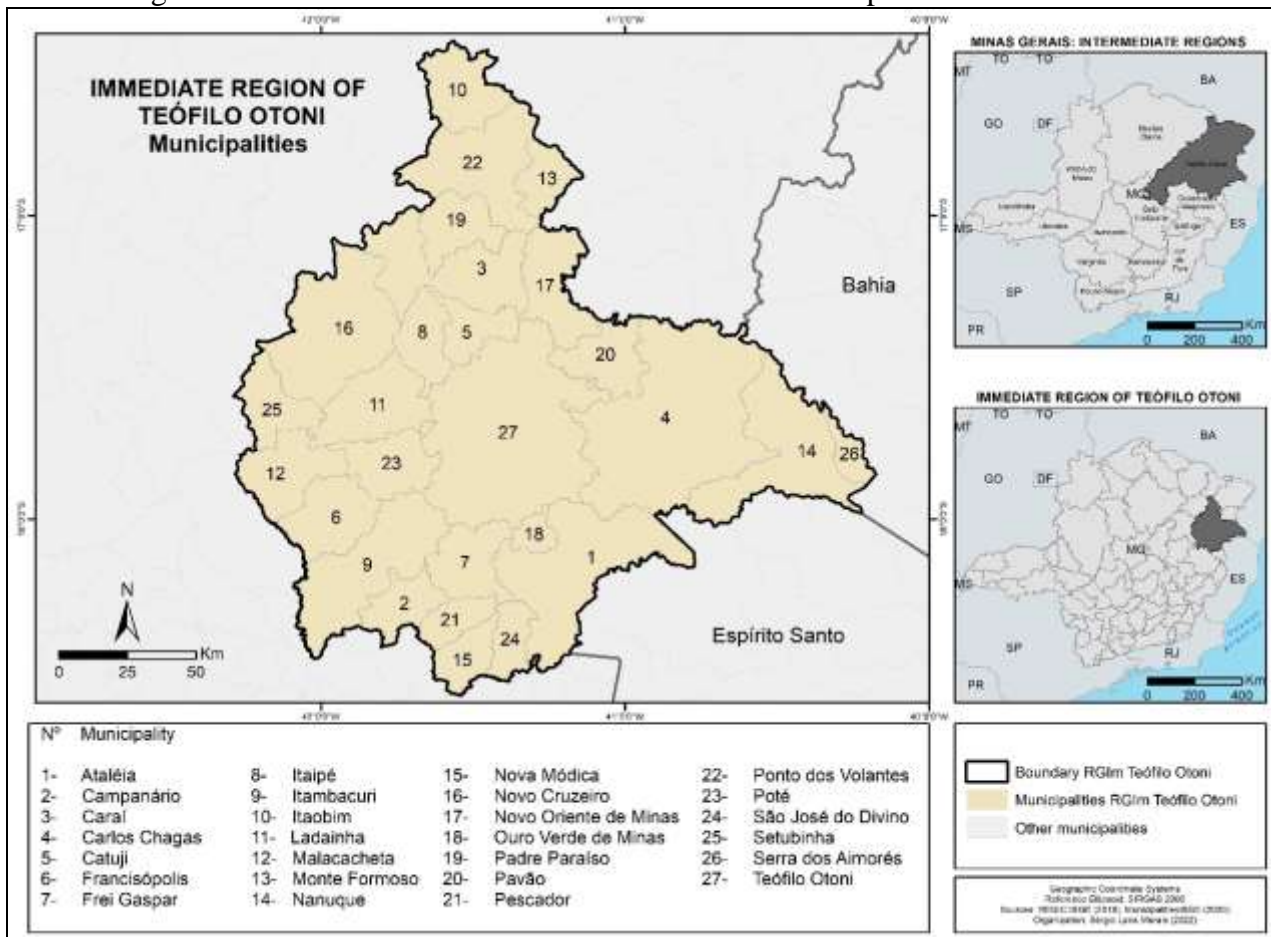 IMMEDIATE REGION OF
TEÓFILO OTONI
Municipalities
10
22
13
19
3
17
16
8
5
20
25
11
27
4
14
26
12
23
6
18
9
7
1
2
21
24
15
Bahia
Espírito Santo
N
Km
0 25 50
MINAS GERAIS: INTERMEDIATE REGIONS
TO TO
MT
BA
GO
DF
MG
MS
ES
SP
RJ
PR
Km
0 200 400
IMMEDIATE REGION OF TEÓFILO OTONI
TO TO
MT
BA
GO
DF
MG
MS
ES
SP
RJ
PR
Km
0 200 400
Nº Municipality
1- Ataléia
2- Campanário
3- Caraí
4- Carlos Chagas
5- Catuji
6- Francisópolis
7- Frei Gaspar
8- Itaipé
9- Itambacuri
10- Itaobim
11- Ladainha
12- Malacacheta
13- Monte Formoso
14- Nanuque
15- Nova Módica
16- Novo Cruzeiro
17- Novo Oriente de Minas
18- Ouro Verde de Minas
19- Padre Paraíso
20- Pavão
21- Pescador
22- Ponto dos Volantes
23- Poté
24- São José do Divino
25- Setubinha
26- Serra dos Aimorés
27- Teófilo Otoni
Boundary RGIm Teófilo Otoni
Municipalities RGIm Teófilo Otoni
Other municipalities